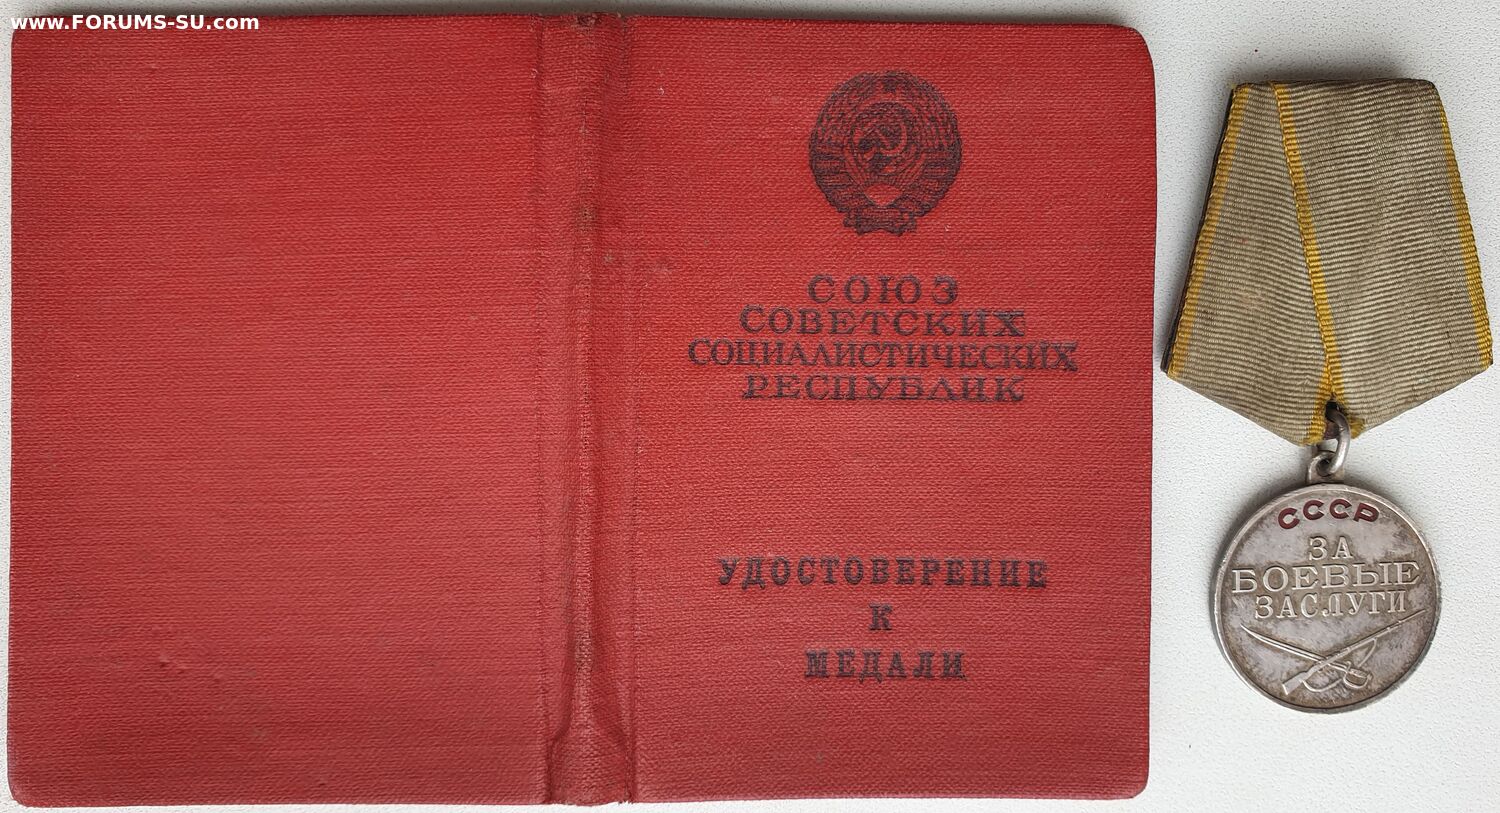 www.FORUMS-SU.com
СОЮЗ
СОВЕТСКИХ
СОЦИАЛИСТИЧЕСКИХ
РЕСПУБЛИК
УДОСТОВЕРЕНИЕ
К
МЕДАЛИ
СССР
ЗА
БОЕВЫЕ
ЗАСЛУГИ